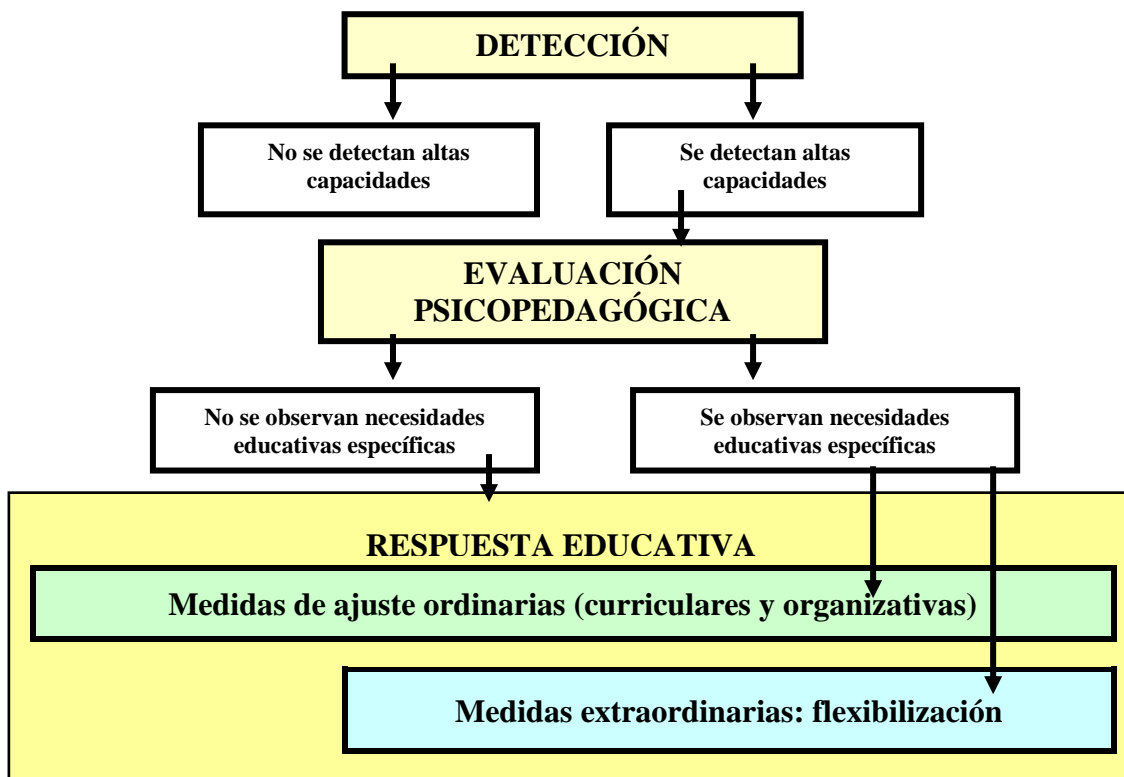 DETECCIÓN
No se detectan altas
capacidades
Se detectan altas
capacidades
EVALUACIÓN
PSICOPEDAGÓGICA
No se observan necesidades
educativas específicas
Se observan necesidades
educativas específicas
RESPUESTA EDUCATIVA
Medidas de ajuste ordinarias (curriculares y organizativas)
Medidas extraordinarias: flexibilización